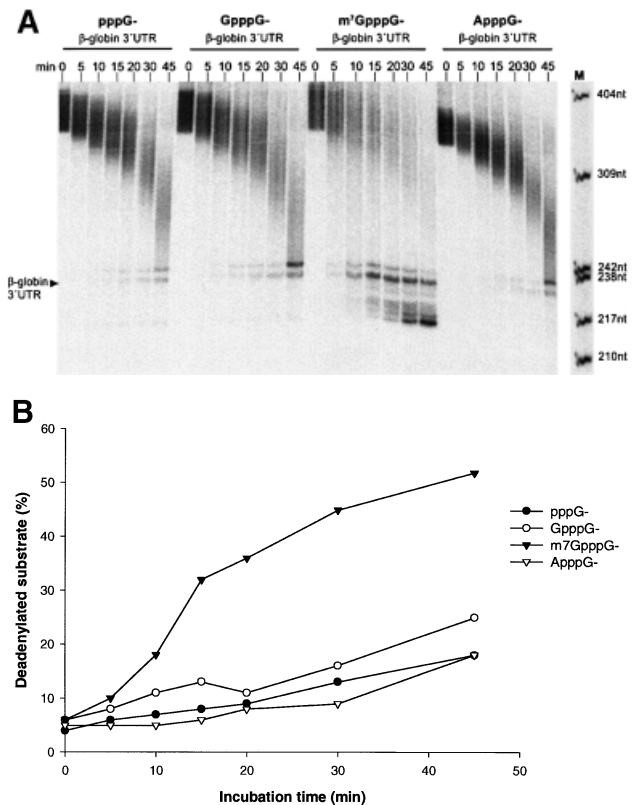 A
pppG- GpppG- m⁷GpppG- ApppG-
β-globin 3´UTR β-globin 3´UTR β-globin 3´UTR β-globin 3´UTR
min 0 5 10 15 20 30 45 0 5 10 15 20 30 45 0 5 10 15 20 30 45 0 5 10 15 20 30 45 M
404nt
309nt
242nt
238nt
β-globin
3´UTR
217nt
210nt
B
60
50
40
30
20
10
0
Deadenylated substrate (%)
pppG-
GpppG-
m7GpppG-
ApppG-
0 10 20 30 40 50
Incubation time (min)